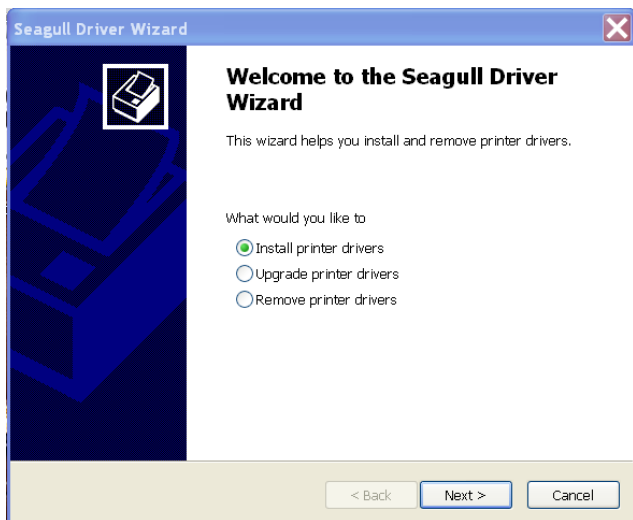 Seagull Driver Wizard
Welcome to the Seagull Driver
Wizard
This wizard helps you install and remove printer drivers.
What would you like to
Install printer drivers
Upgrade printer drivers
Remove printer drivers
< Back Next > Cancel